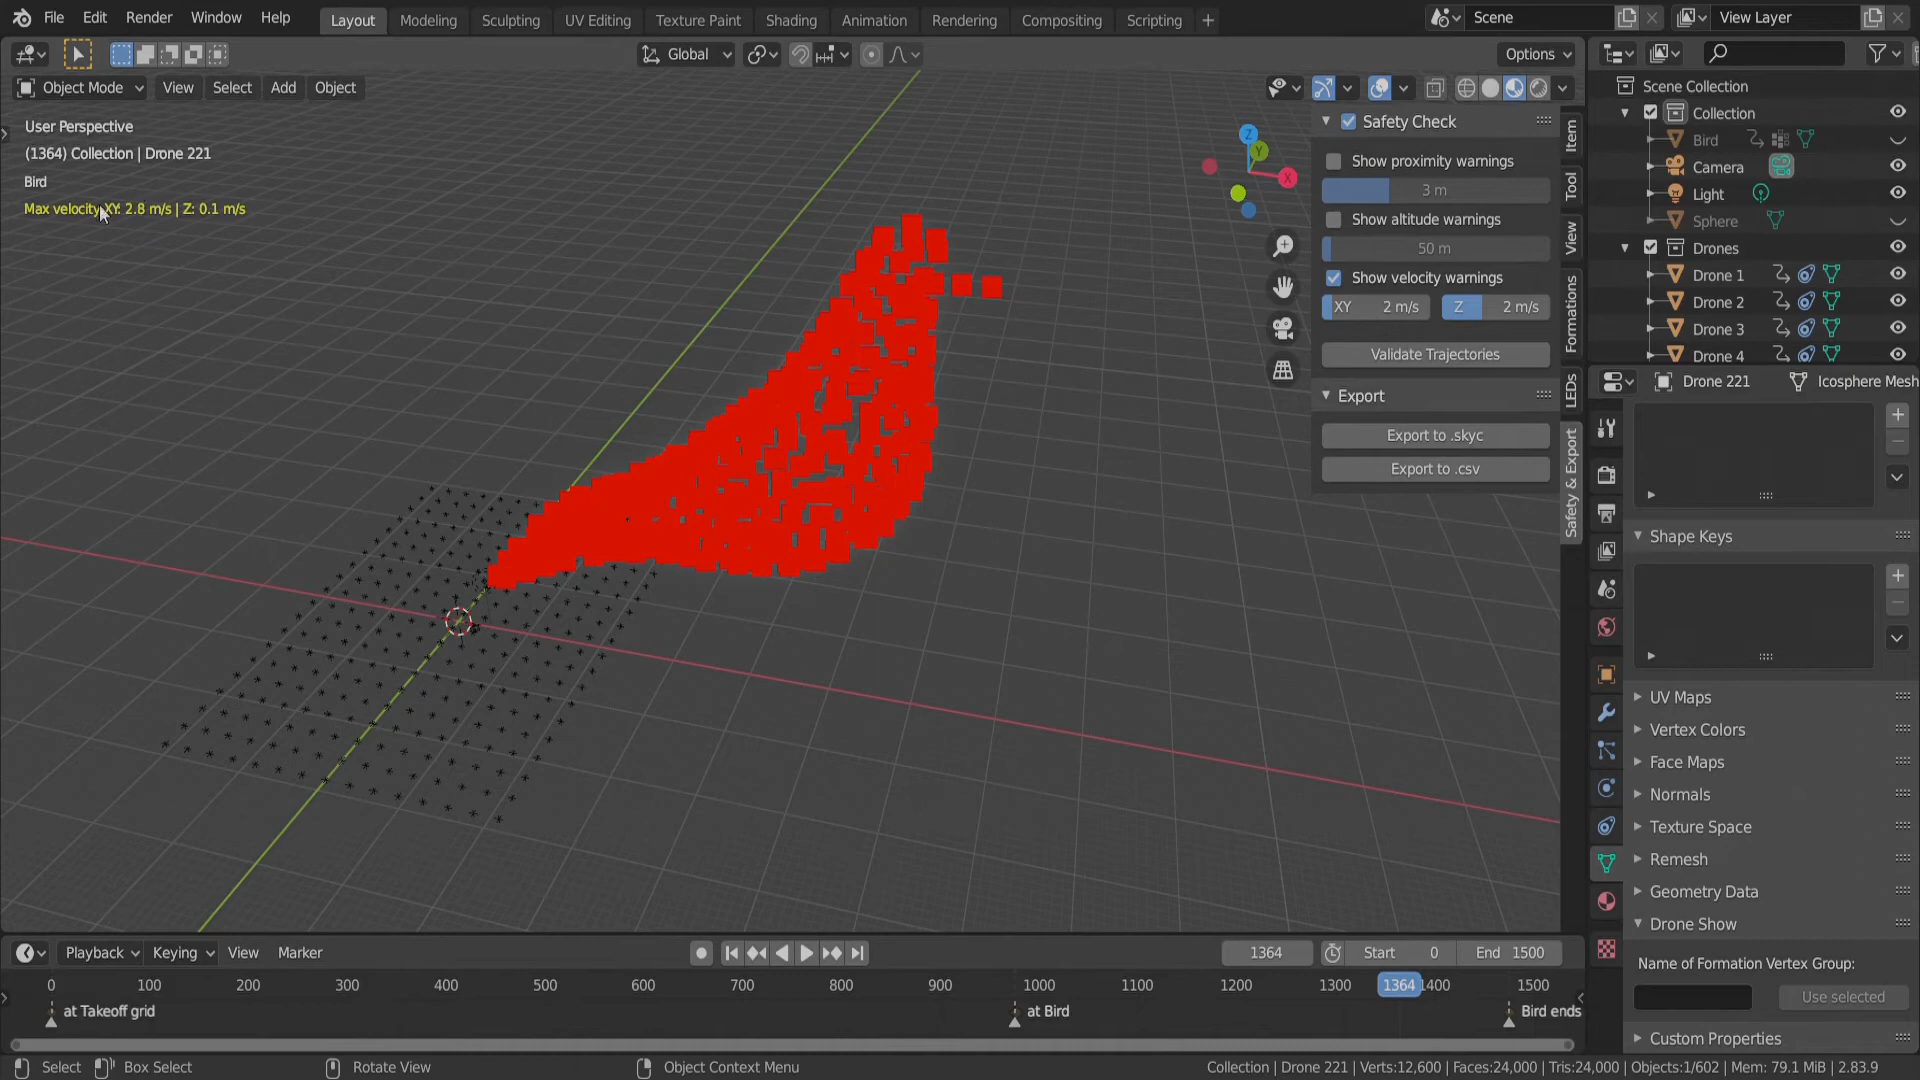 File Edit Render Window Help
Layout Modeling Sculpting UV Editing Texture Paint Shading Animation Rendering Compositing Scripting +
Scene
View Layer
Global
Options
Object Mode View Select Add Object
User Perspective
(1364) Collection | Drone 221
Bird
Max velocity XY: 2.8 m/s | Z: 0.1 m/s
Z
Y
X
Safety Check
Show proximity warnings
3 m
Show altitude warnings
50 m
Show velocity warnings
XY 2 m/s Z 2 m/s
Validate Trajectories
Export
Export to .skyc
Export to .csv
Item
Tool
View
Formations
LEDs
Safety & Export
Scene Collection
Collection
Bird
Camera
Light
Sphere
Drones
Drone 1
Drone 2
Drone 3
Drone 4
Drone 221 Icosphere Mesh
Shape Keys
UV Maps
Vertex Colors
Face Maps
Normals
Texture Space
Remesh
Geometry Data
Drone Show
Name of Formation Vertex Group:
Use selected
Custom Properties
Playback Keying View Marker
1364 Start 0 End 1500
0 100 200 300 400 500 600 700 800 900 1000 1100 1200 1300 1364 1400 1500
at Takeoff grid at Bird Bird ends
Select Box Select Rotate View Object Context Menu
Collection | Drone 221 | Verts:12,600 | Faces:24,000 | Tris:24,000 | Objects:1/602 | Mem: 79.1 MiB | 2.83.9